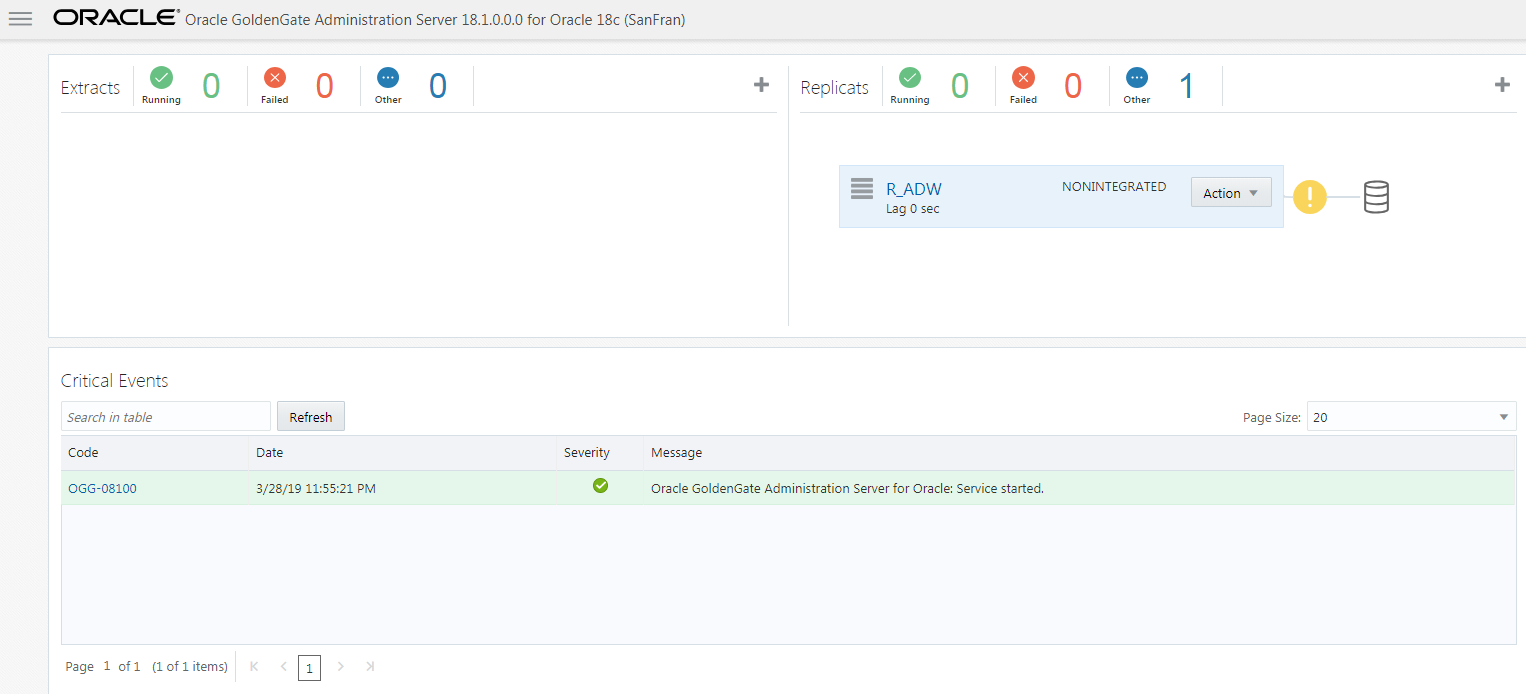 ORACLE® Oracle GoldenGate Administration Server 18.1.0.0.0 for Oracle 18c (SanFran)
Extracts Running 0 Failed 0 Other 0
Replicats Running 0 Failed 0 Other 1
R_ADW NONINTEGRATED Action
Lag 0 sec
Critical Events
Search in table Refresh Page Size: 20
Code Date Severity Message
OGG-08100 3/28/19 11:55:21 PM Oracle GoldenGate Administration Server for Oracle: Service started.
Page 1 of 1 (1 of 1 items) 1